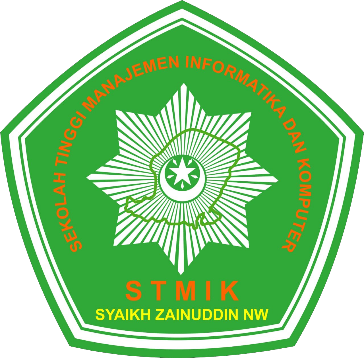 SEKOLAH TINGGI MANAJEMEN INFORMATIKA DAN KOMPUTER
STMIK
SYAIKH ZAINUDDIN NW